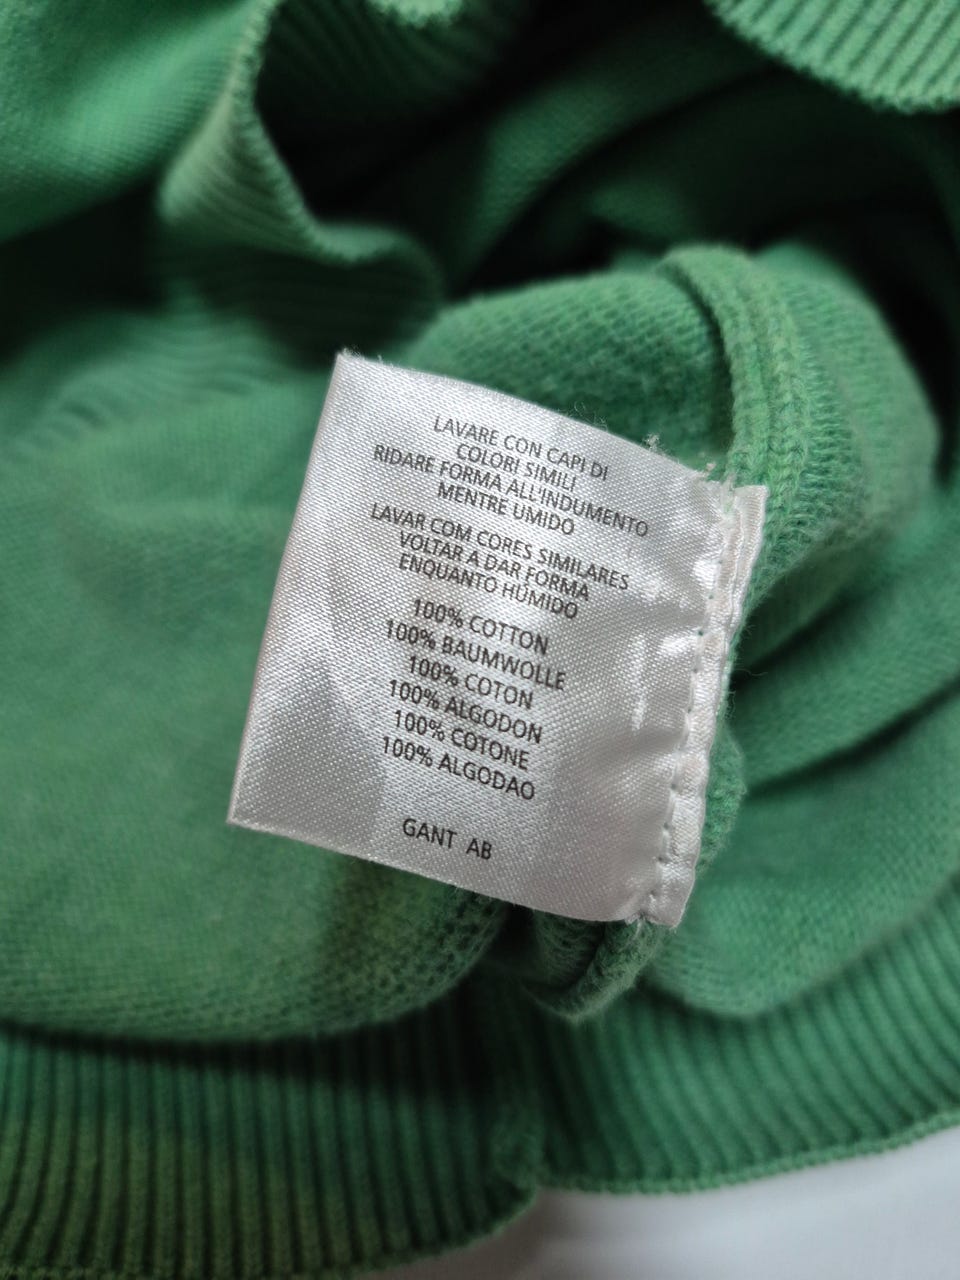 LAVARE CON CAPI DI
COLORI SIMILI
RIDARE FORMA ALL'INDUMENTO
MENTRE UMIDO
LAVAR COM CORES SIMILARES
VOLTAR A DAR FORMA
ENQUANTO HÚMIDO
100% COTTON
100% BAUMWOLLE
100% COTON
100% ALGODON
100% COTONE
100% ALGODAO
GANT AB